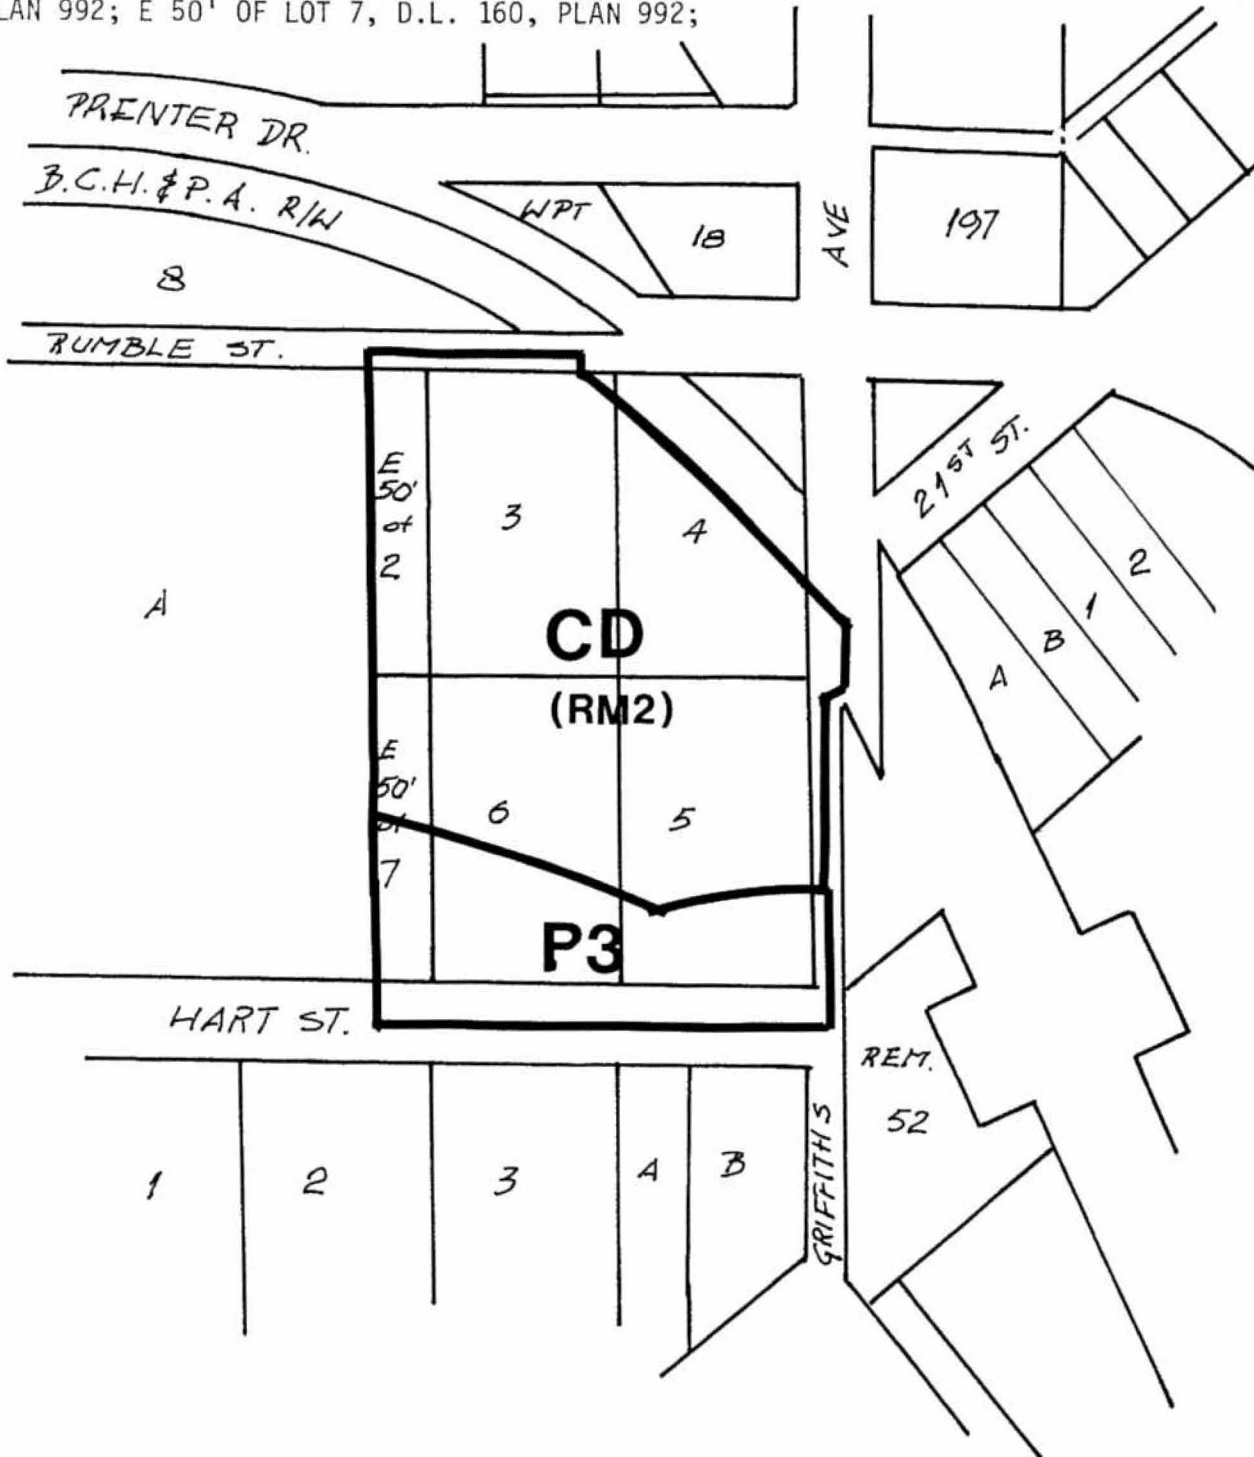 LAN 992; E 50' OF LOT 7, D.L. 160, PLAN 992;
PRENTER DR.
B.C.H. & P.A. R/W
WPT
18
AVE
197
8
RUMBLE ST.
21ST ST.
E
50'
of
2
3
4
A
CD
(RM2)
2
1
B
A
E
50'
of
7
6
5
P3
HART ST.
REM.
52
1
2
3
A
B
GRIFFITHS